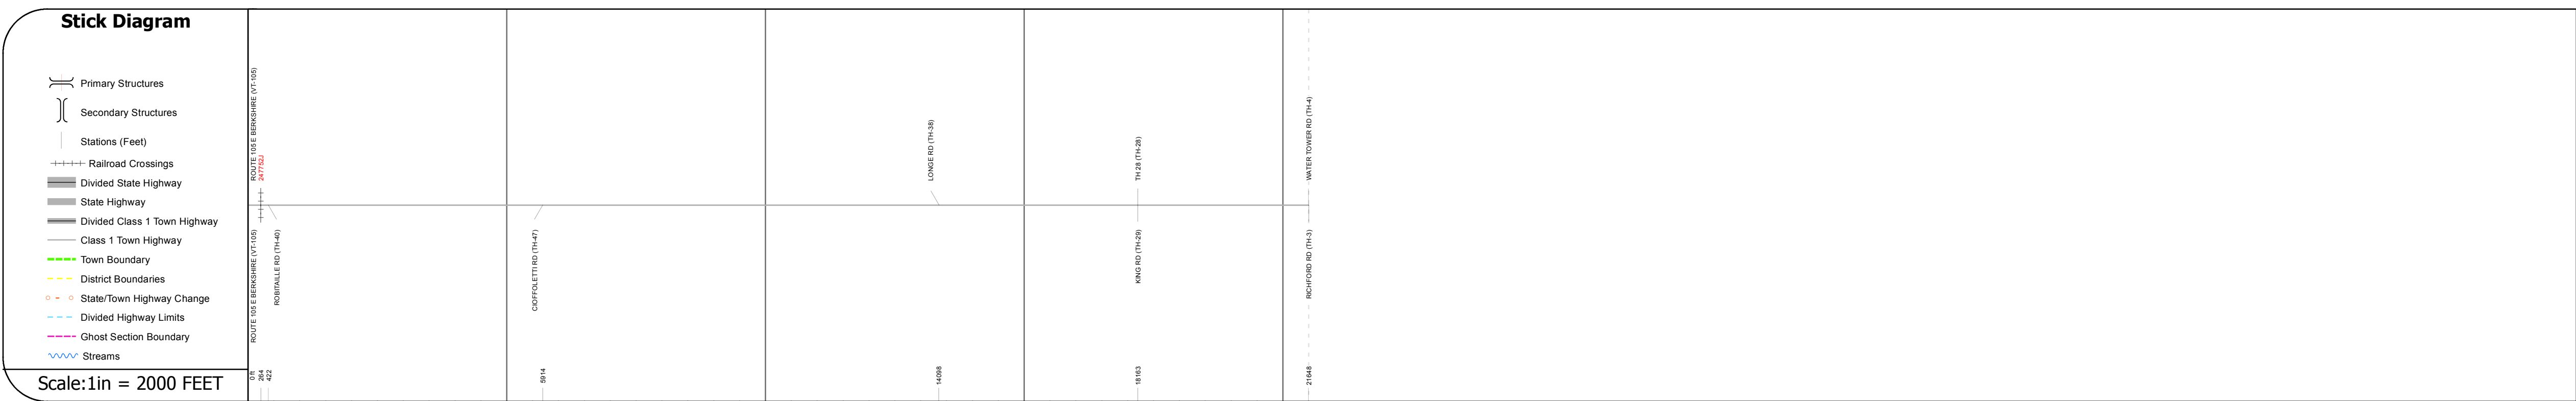 Stick Diagram
Primary Structures
Secondary Structures
Stations (Feet)
Railroad Crossings
Divided State Highway
State Highway
Divided Class 1 Town Highway
Class 1 Town Highway
Town Boundary
District Boundaries
State/Town Highway Change
Divided Highway Limits
Ghost Section Boundary
Streams
Scale:1in = 2000 FEET
ROUTE 105 E BERKSHIRE (VT-105)
247752J
LONGE RD (TH-38)
TH 28 (TH-28)
WATER TOWER RD (TH-4)
ROUTE 105 E BERKSHIRE (VT-105)
ROBITAILLE RD (TH-40)
CIOFFOLETTI RD (TH-47)
KING RD (TH-29)
RICHFORD RD (TH-3)
0 ft
264
422
5914
14098
18163
21648